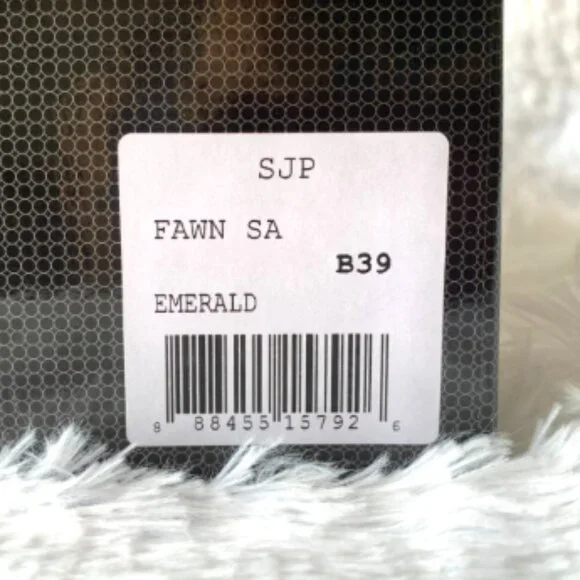 SJP
FAWN SA
B39
EMERALD
8 88455 15792 6